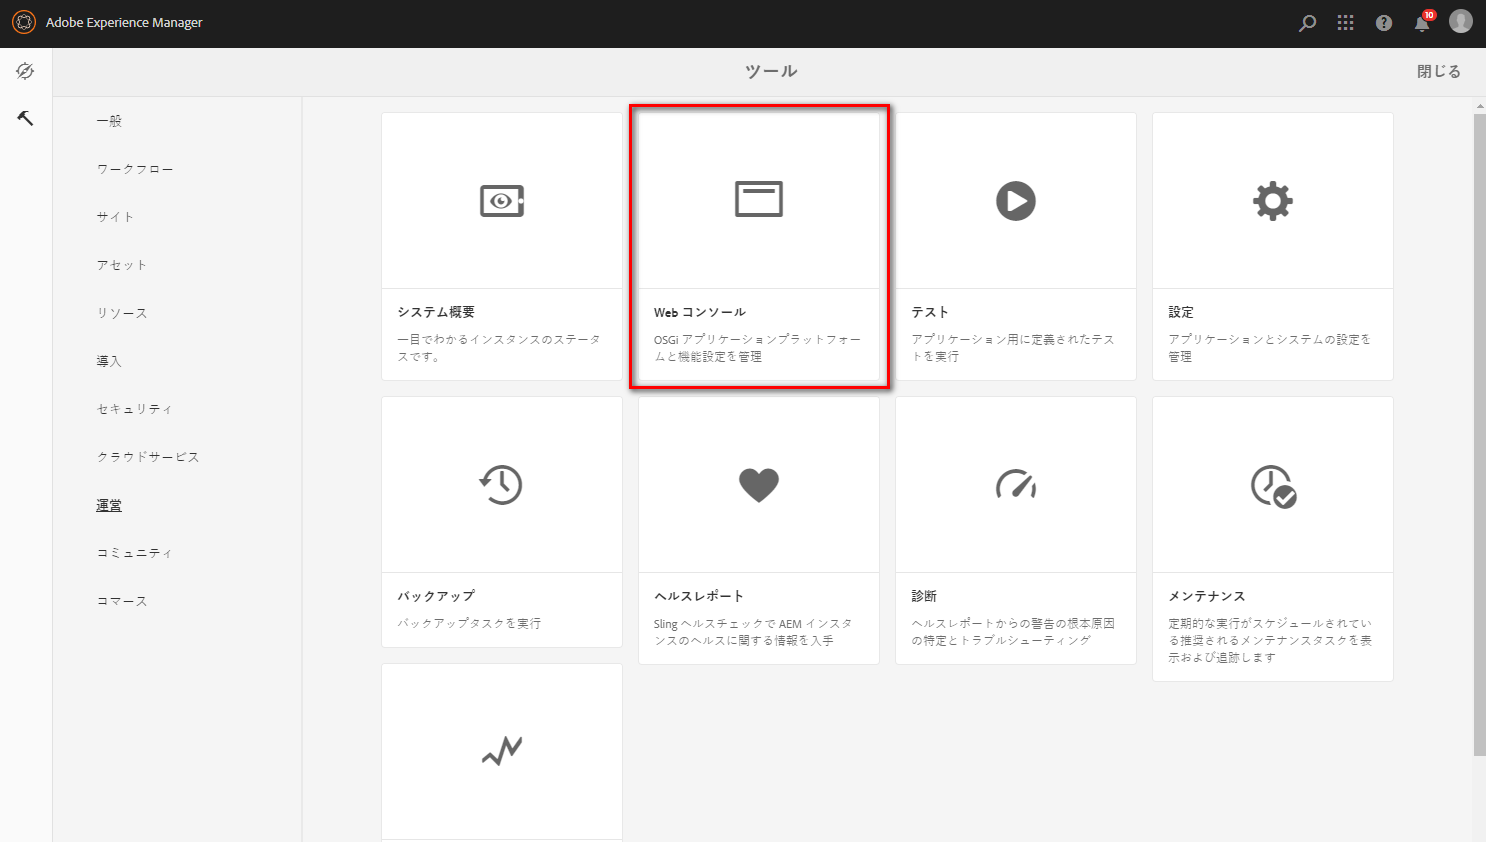 Adobe Experience Manager
10
ツール
閉じる
一般
ワークフロー
サイト
アセット
リソース
導入
セキュリティ
クラウドサービス
運営
コミュニティ
コマース
システム概要
一目でわかるインスタンスのステータ
スです。
Web コンソール
OSGi アプリケーションプラットフォー
ムと機能設定を管理
テスト
アプリケーション用に定義されたテス
トを実行
設定
アプリケーションとシステムの設定を
管理
バックアップ
バックアップタスクを実行
ヘルスレポート
Sling ヘルスチェックで AEM インスタ
ンスのヘルスに関する情報を入手
診断
ヘルスレポートからの警告の根本原因
の特定とトラブルシューティング
メンテナンス
定期的な実行がスケジュールされてい
る推奨されるメンテナンスタスクを表
示および追跡します